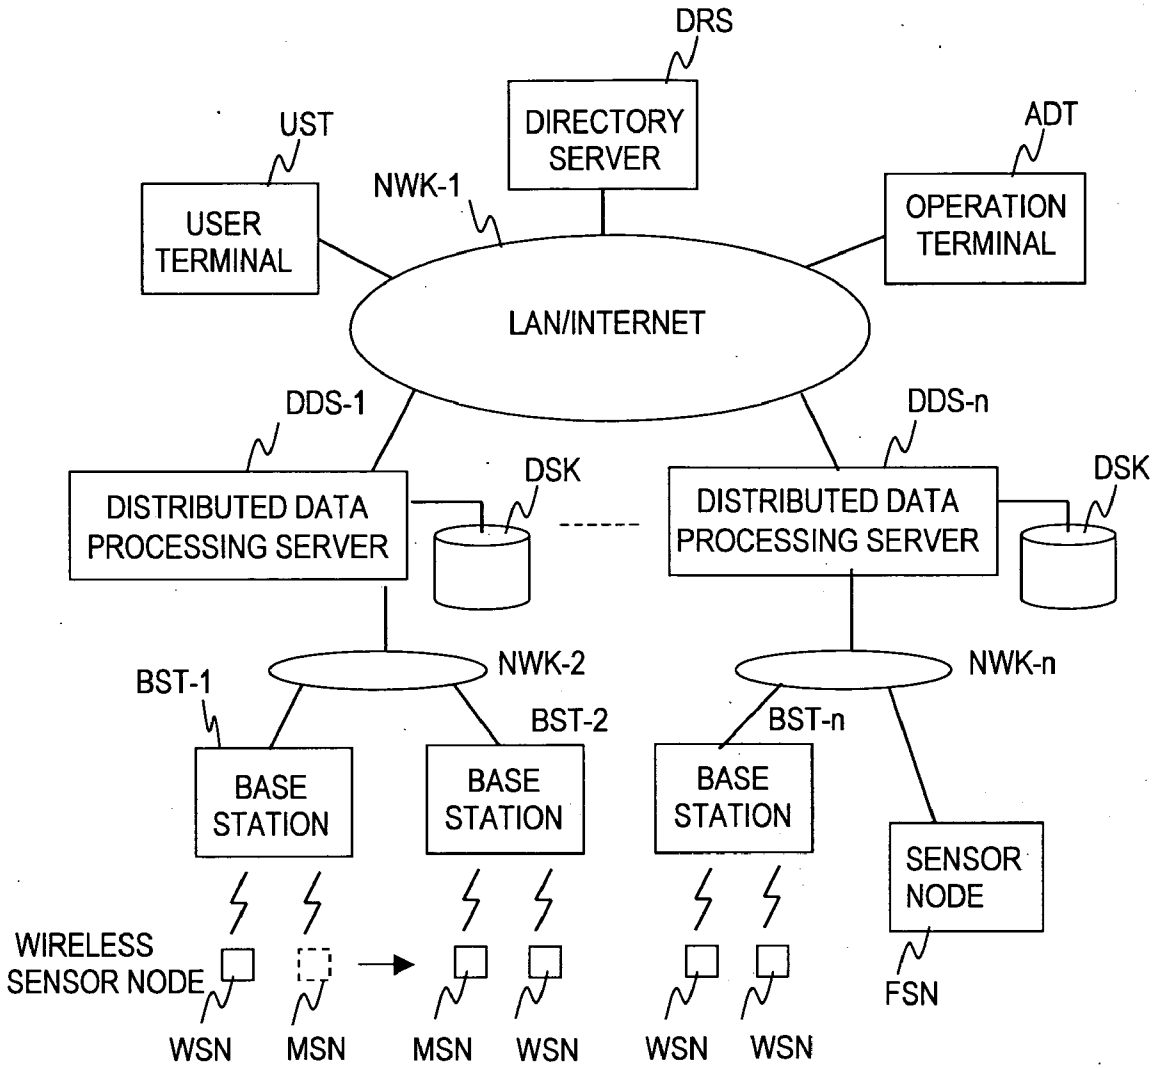 DRS
DIRECTORY
SERVER
UST
USER
TERMINAL
NWK-1
ADT
OPERATION
TERMINAL
LAN/INTERNET
DDS-1
DISTRIBUTED DATA
PROCESSING SERVER
DSK
DDS-n
DISTRIBUTED DATA
PROCESSING SERVER
DSK
NWK-2
NWK-n
BST-1
BASE
STATION
BST-2
BASE
STATION
BST-n
BASE
STATION
SENSOR
NODE
FSN
WIRELESS
SENSOR NODE
WSN
MSN
MSN
WSN
WSN
WSN